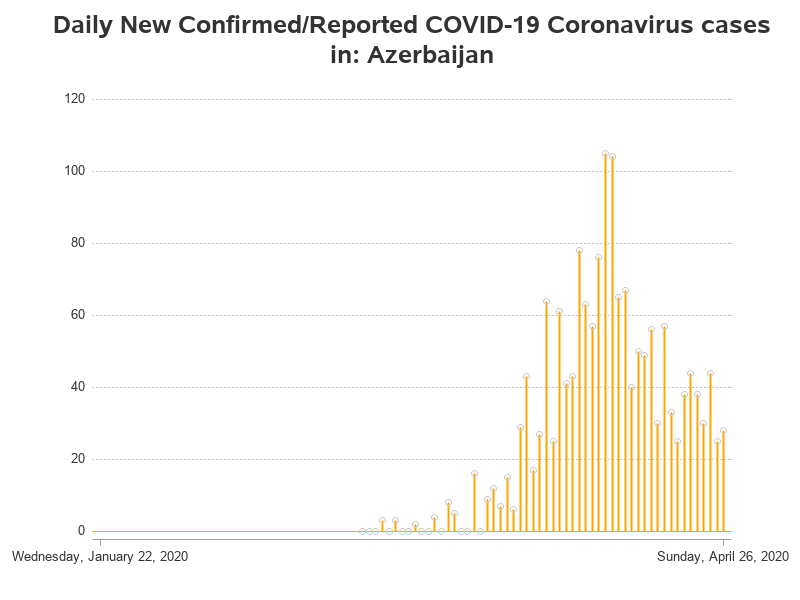 Daily New Confirmed/Reported COVID-19 Coronavirus cases
in: Azerbaijan
120
100
80
60
40
20
0
Wednesday, January 22, 2020
Sunday, April 26, 2020